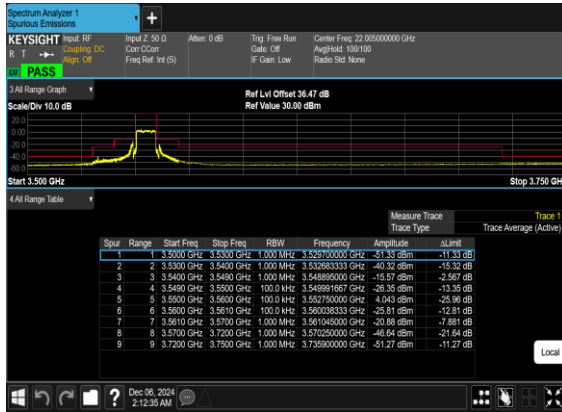 Spectrum Analyzer 1
Spurious Emissions
+
KEYSIGHT Input: RF Input Z: 50 Ω Atten: 0 dB Trig: Free Run Center Freq: 22.005000000 GHz
R T Coupling: DC Corr CCorr Gate: Off Avg|Hold: 100/100
Align: Off Freq Ref: Int (S) IF Gain: Low Radio Std: None
LXI PASS
3 All Range Graph
Ref Lvl Offset 36.47 dB
Scale/Div 10.0 dB Ref Value 30.00 dBm
20.0
0.00
-20.0
-40.0
-60.0
Start 3.500 GHz Stop 3.750 GH
4 All Range Table
Measure Trace Trace 1
Trace Type Trace Average (Active)
Spur Range Start Freq Stop Freq RBW Frequency Amplitude ΔLimit
1 1 3.5000 GHz 3.5300 GHz 1.000 MHz 3.529700000 GHz -51.33 dBm -11.33 dB
2 2 3.5300 GHz 3.5400 GHz 1.000 MHz 3.532683333 GHz -40.32 dBm -15.32 dB
3 3 3.5400 GHz 3.5490 GHz 1.000 MHz 3.548895000 GHz -15.57 dBm -2.567 dB
4 4 3.5490 GHz 3.5500 GHz 100.0 kHz 3.549991667 GHz -26.35 dBm -13.35 dB
5 5 3.5500 GHz 3.5600 GHz 100.0 kHz 3.552750000 GHz 4.043 dBm -25.96 dB
6 6 3.5600 GHz 3.5610 GHz 100.0 kHz 3.560038333 GHz -25.81 dBm -12.81 dB
7 7 3.5610 GHz 3.5700 GHz 1.000 MHz 3.561045000 GHz -20.88 dBm -7.881 dB
8 8 3.5700 GHz 3.7200 GHz 1.000 MHz 3.570250000 GHz -46.64 dBm -21.64 dB
9 9 3.7200 GHz 3.7500 GHz 1.000 MHz 3.735900000 GHz -51.27 dBm -11.27 dB
Local
? Dec 06, 2024
2:12:35 AM